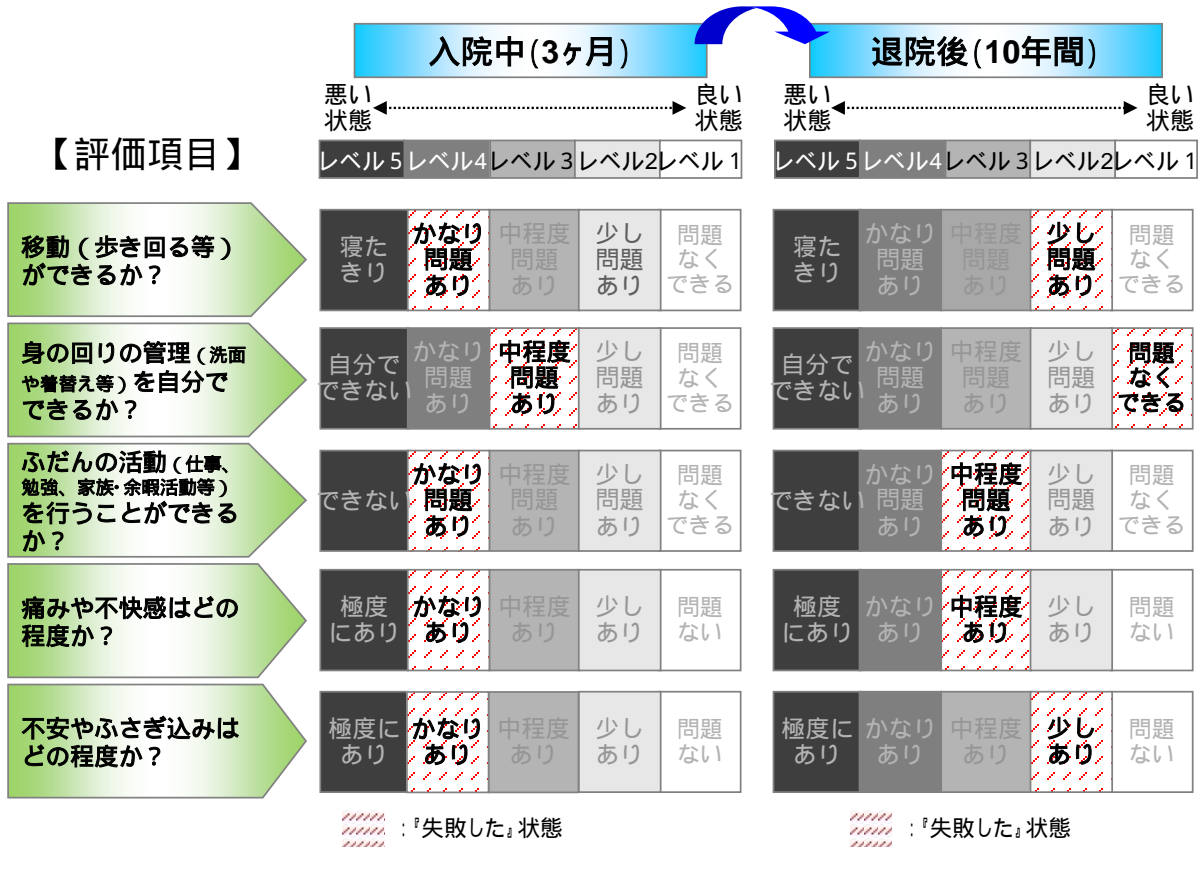 入院中(3ヶ月)
退院後(10年間)
悪い
状態
良い
状態
悪い
状態
良い
状態
【評価項目】
レベル5 レベル4 レベル3 レベル2 レベル1
レベル5 レベル4 レベル3 レベル2 レベル1
移動(歩き回る等)
ができるか?
寝た
きり
かなり
問題
あり
中程度
問題
あり
少し
問題
あり
問題
なく
できる
寝た
きり
かなり
問題
あり
中程度
問題
あり
少し
問題
あり
問題
なく
できる
身の回りの管理(洗面
や着替え等)を自分で
できるか?
自分で
できない
かなり
問題
あり
中程度
問題
あり
少し
問題
あり
問題
なく
できる
自分で
できない
かなり
問題
あり
中程度
問題
あり
少し
問題
あり
問題
なく
できる
ふだんの活動(仕事、
勉強、家族・余暇活動等)
を行うことができる
か?
できない
かなり
問題
あり
中程度
問題
あり
少し
問題
あり
問題
なく
できる
できない
かなり
問題
あり
中程度
問題
あり
少し
問題
あり
問題
なく
できる
痛みや不快感はどの
程度か?
極度
にあり
かなり
あり
中程度
あり
少し
あり
問題
ない
極度
にあり
かなり
あり
中程度
あり
少し
あり
問題
ない
不安やふさぎ込みは
どの程度か?
極度に
あり
かなり
あり
中程度
あり
少し
あり
問題
ない
極度に
あり
かなり
あり
中程度
あり
少し
あり
問題
ない
:『失敗した』状態
:『失敗した』状態